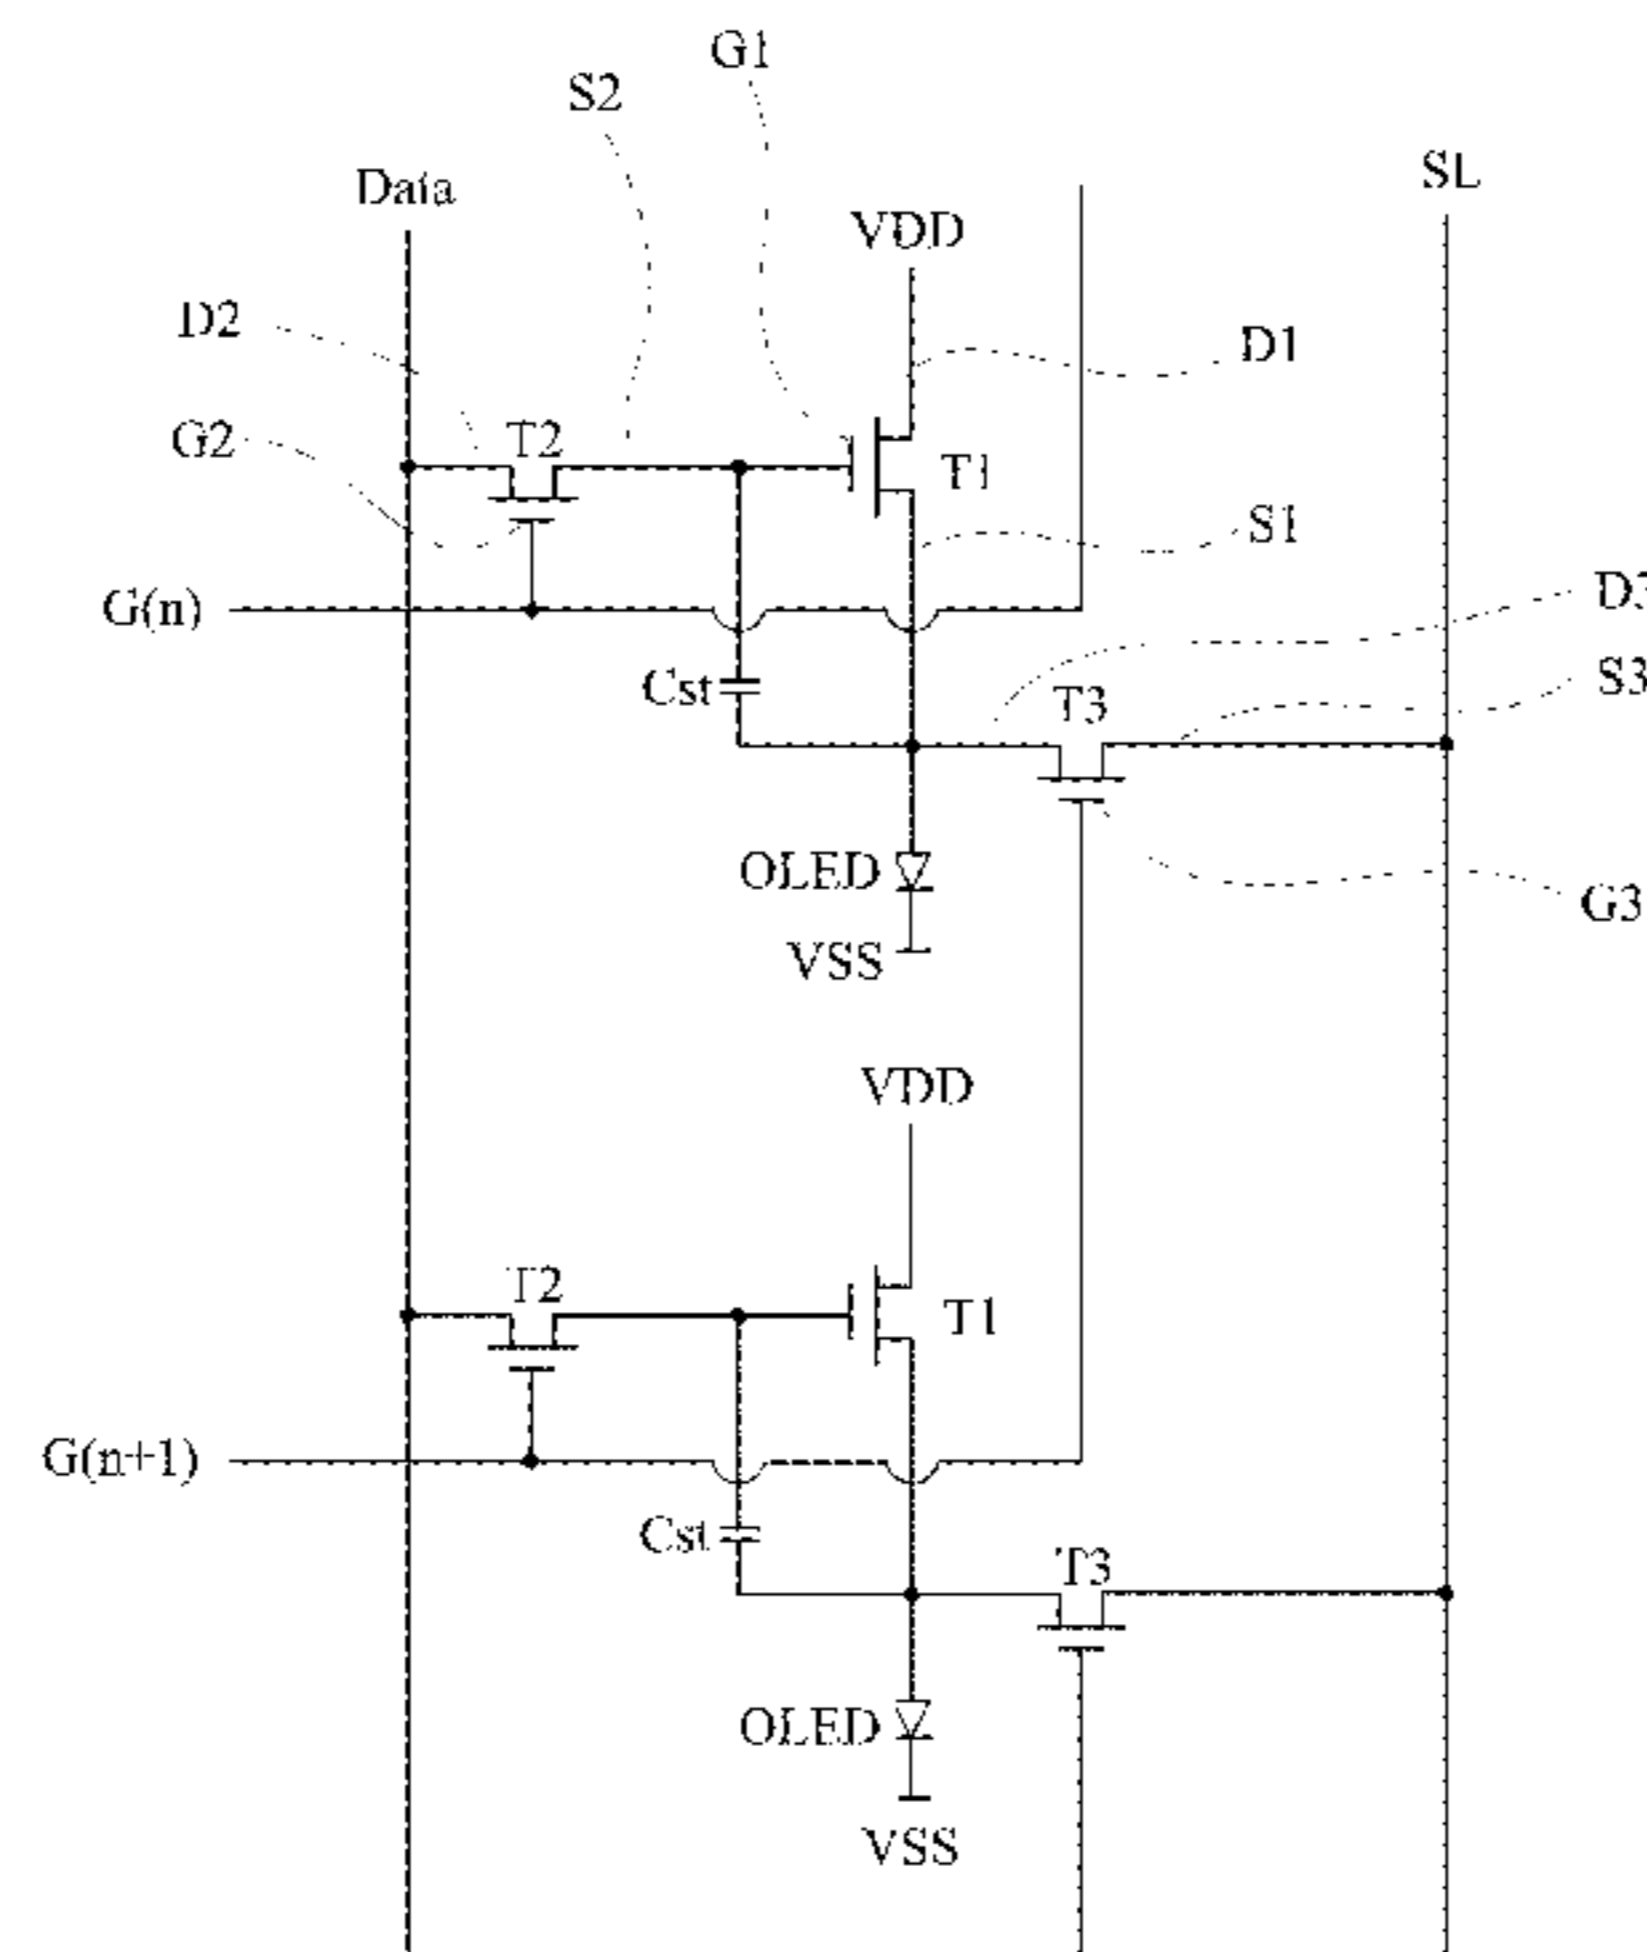 G1
S2
Data
SL
VDD
D2
D1
G2
T2
T1
S1
G(n)
S3
Cst
T3
OLED
G3
VSS
VDD
T2
T1
G(n+1)
Cst
T3
OLED
VSS